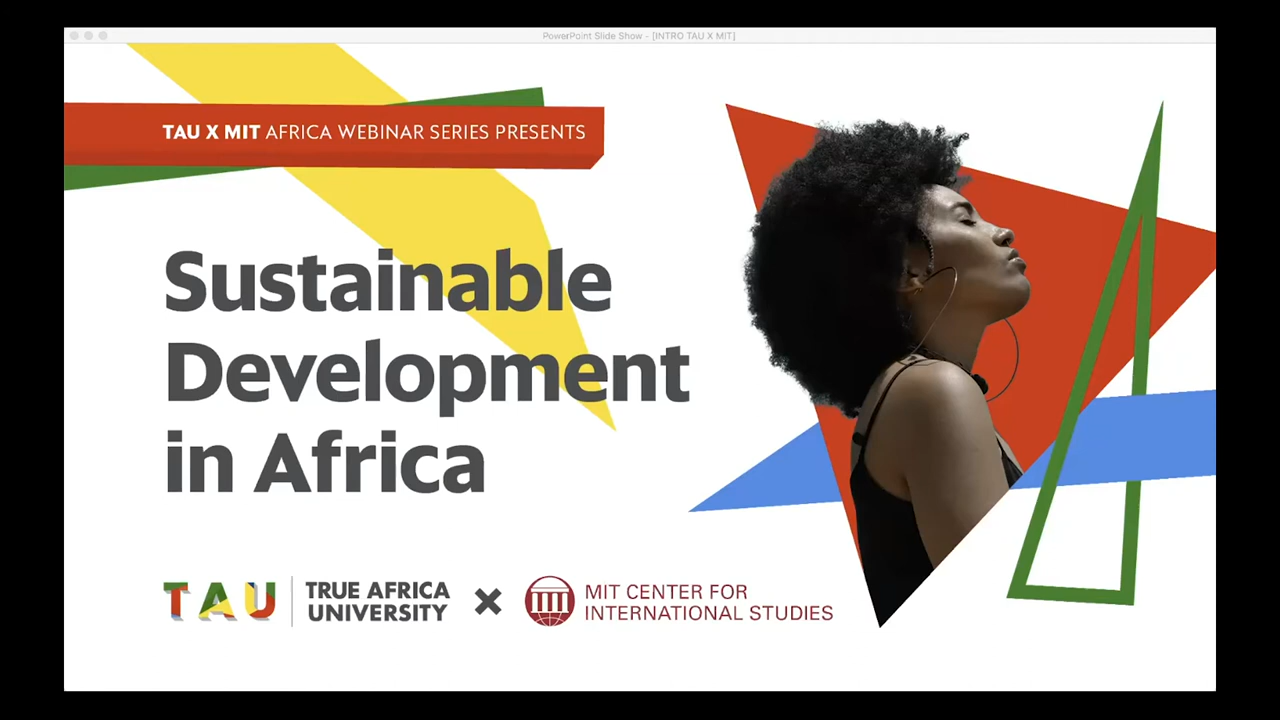 PowerPoint Slide Show - [INTRO TAU X MIT]
TAU X MIT AFRICA WEBINAR SERIES PRESENTS
Sustainable
Development
in Africa
TAU
TRUE AFRICA
UNIVERSITY
×
MIT CENTER FOR
INTERNATIONAL STUDIES